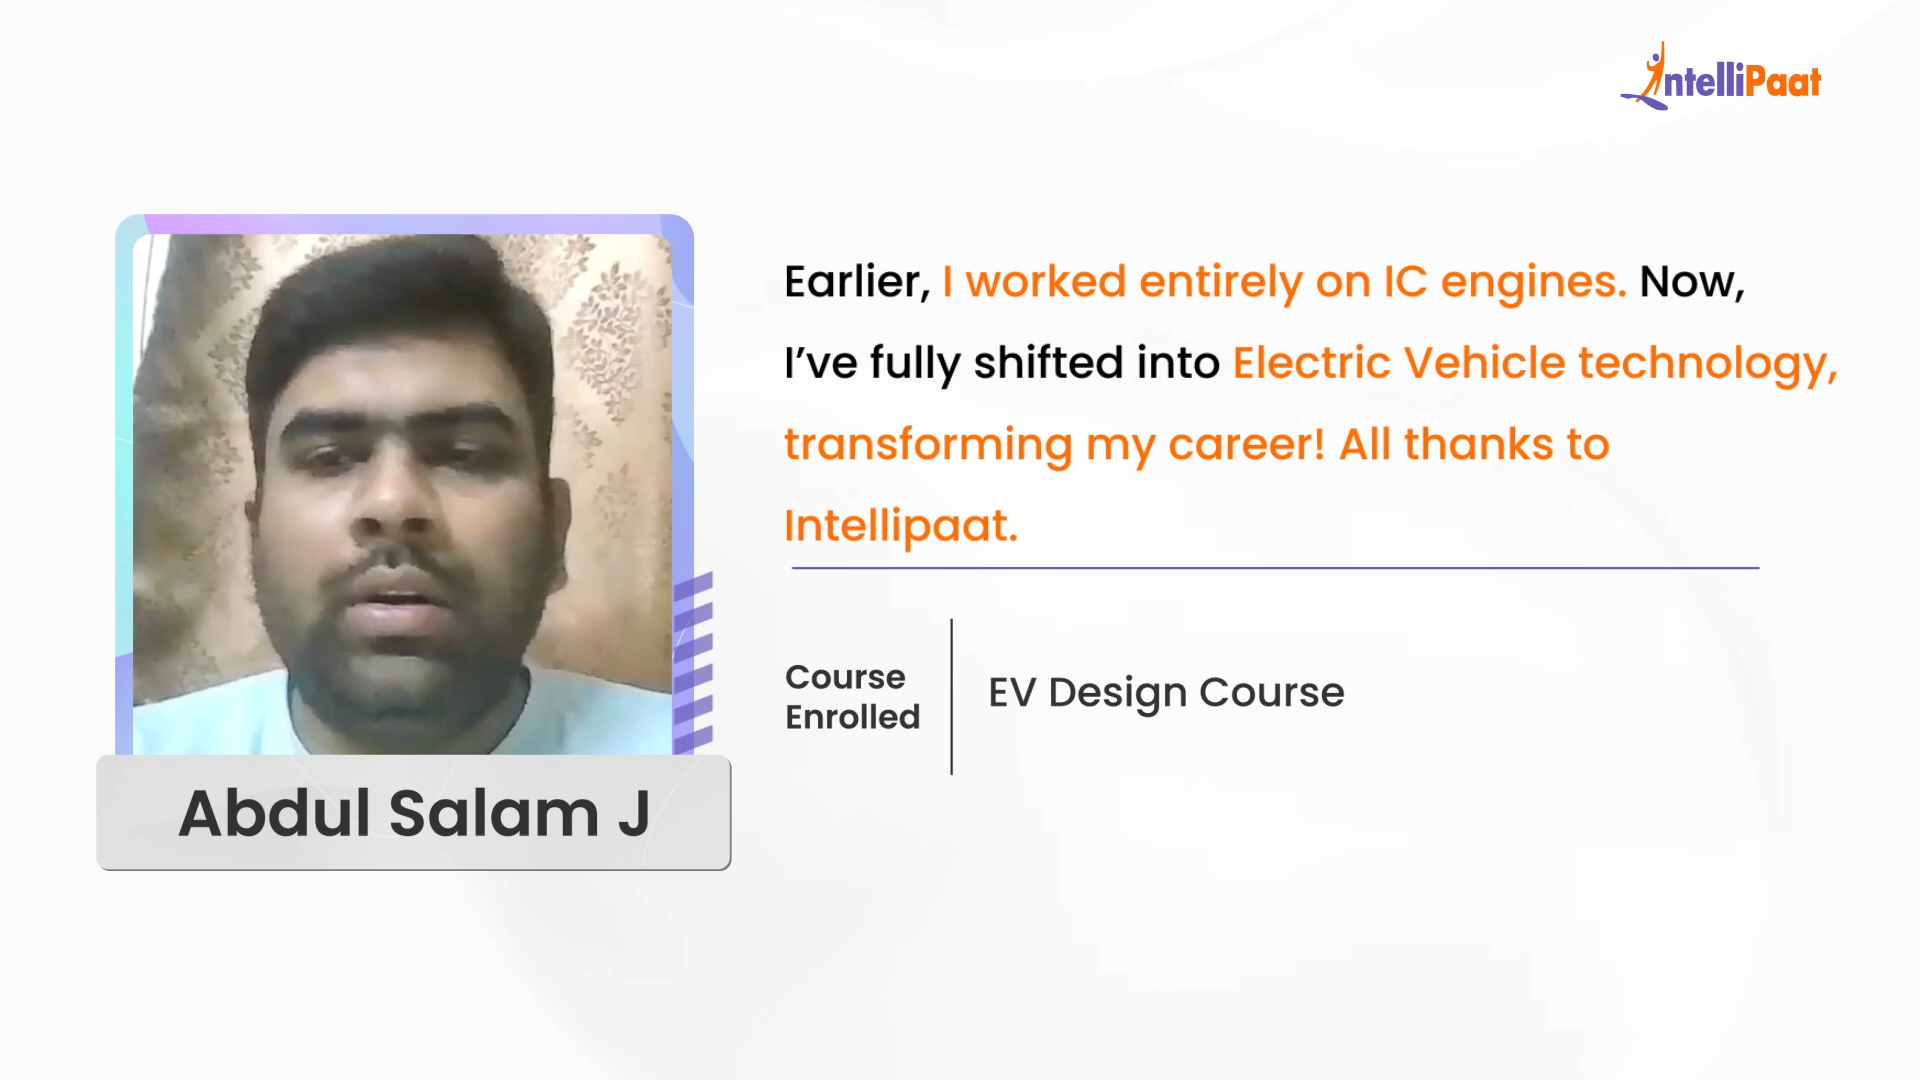 IntelliPaat
Earlier, I worked entirely on IC engines. Now,
I’ve fully shifted into Electric Vehicle technology,
transforming my career! All thanks to
Intellipaat.
Course
Enrolled
EV Design Course
Abdul Salam J